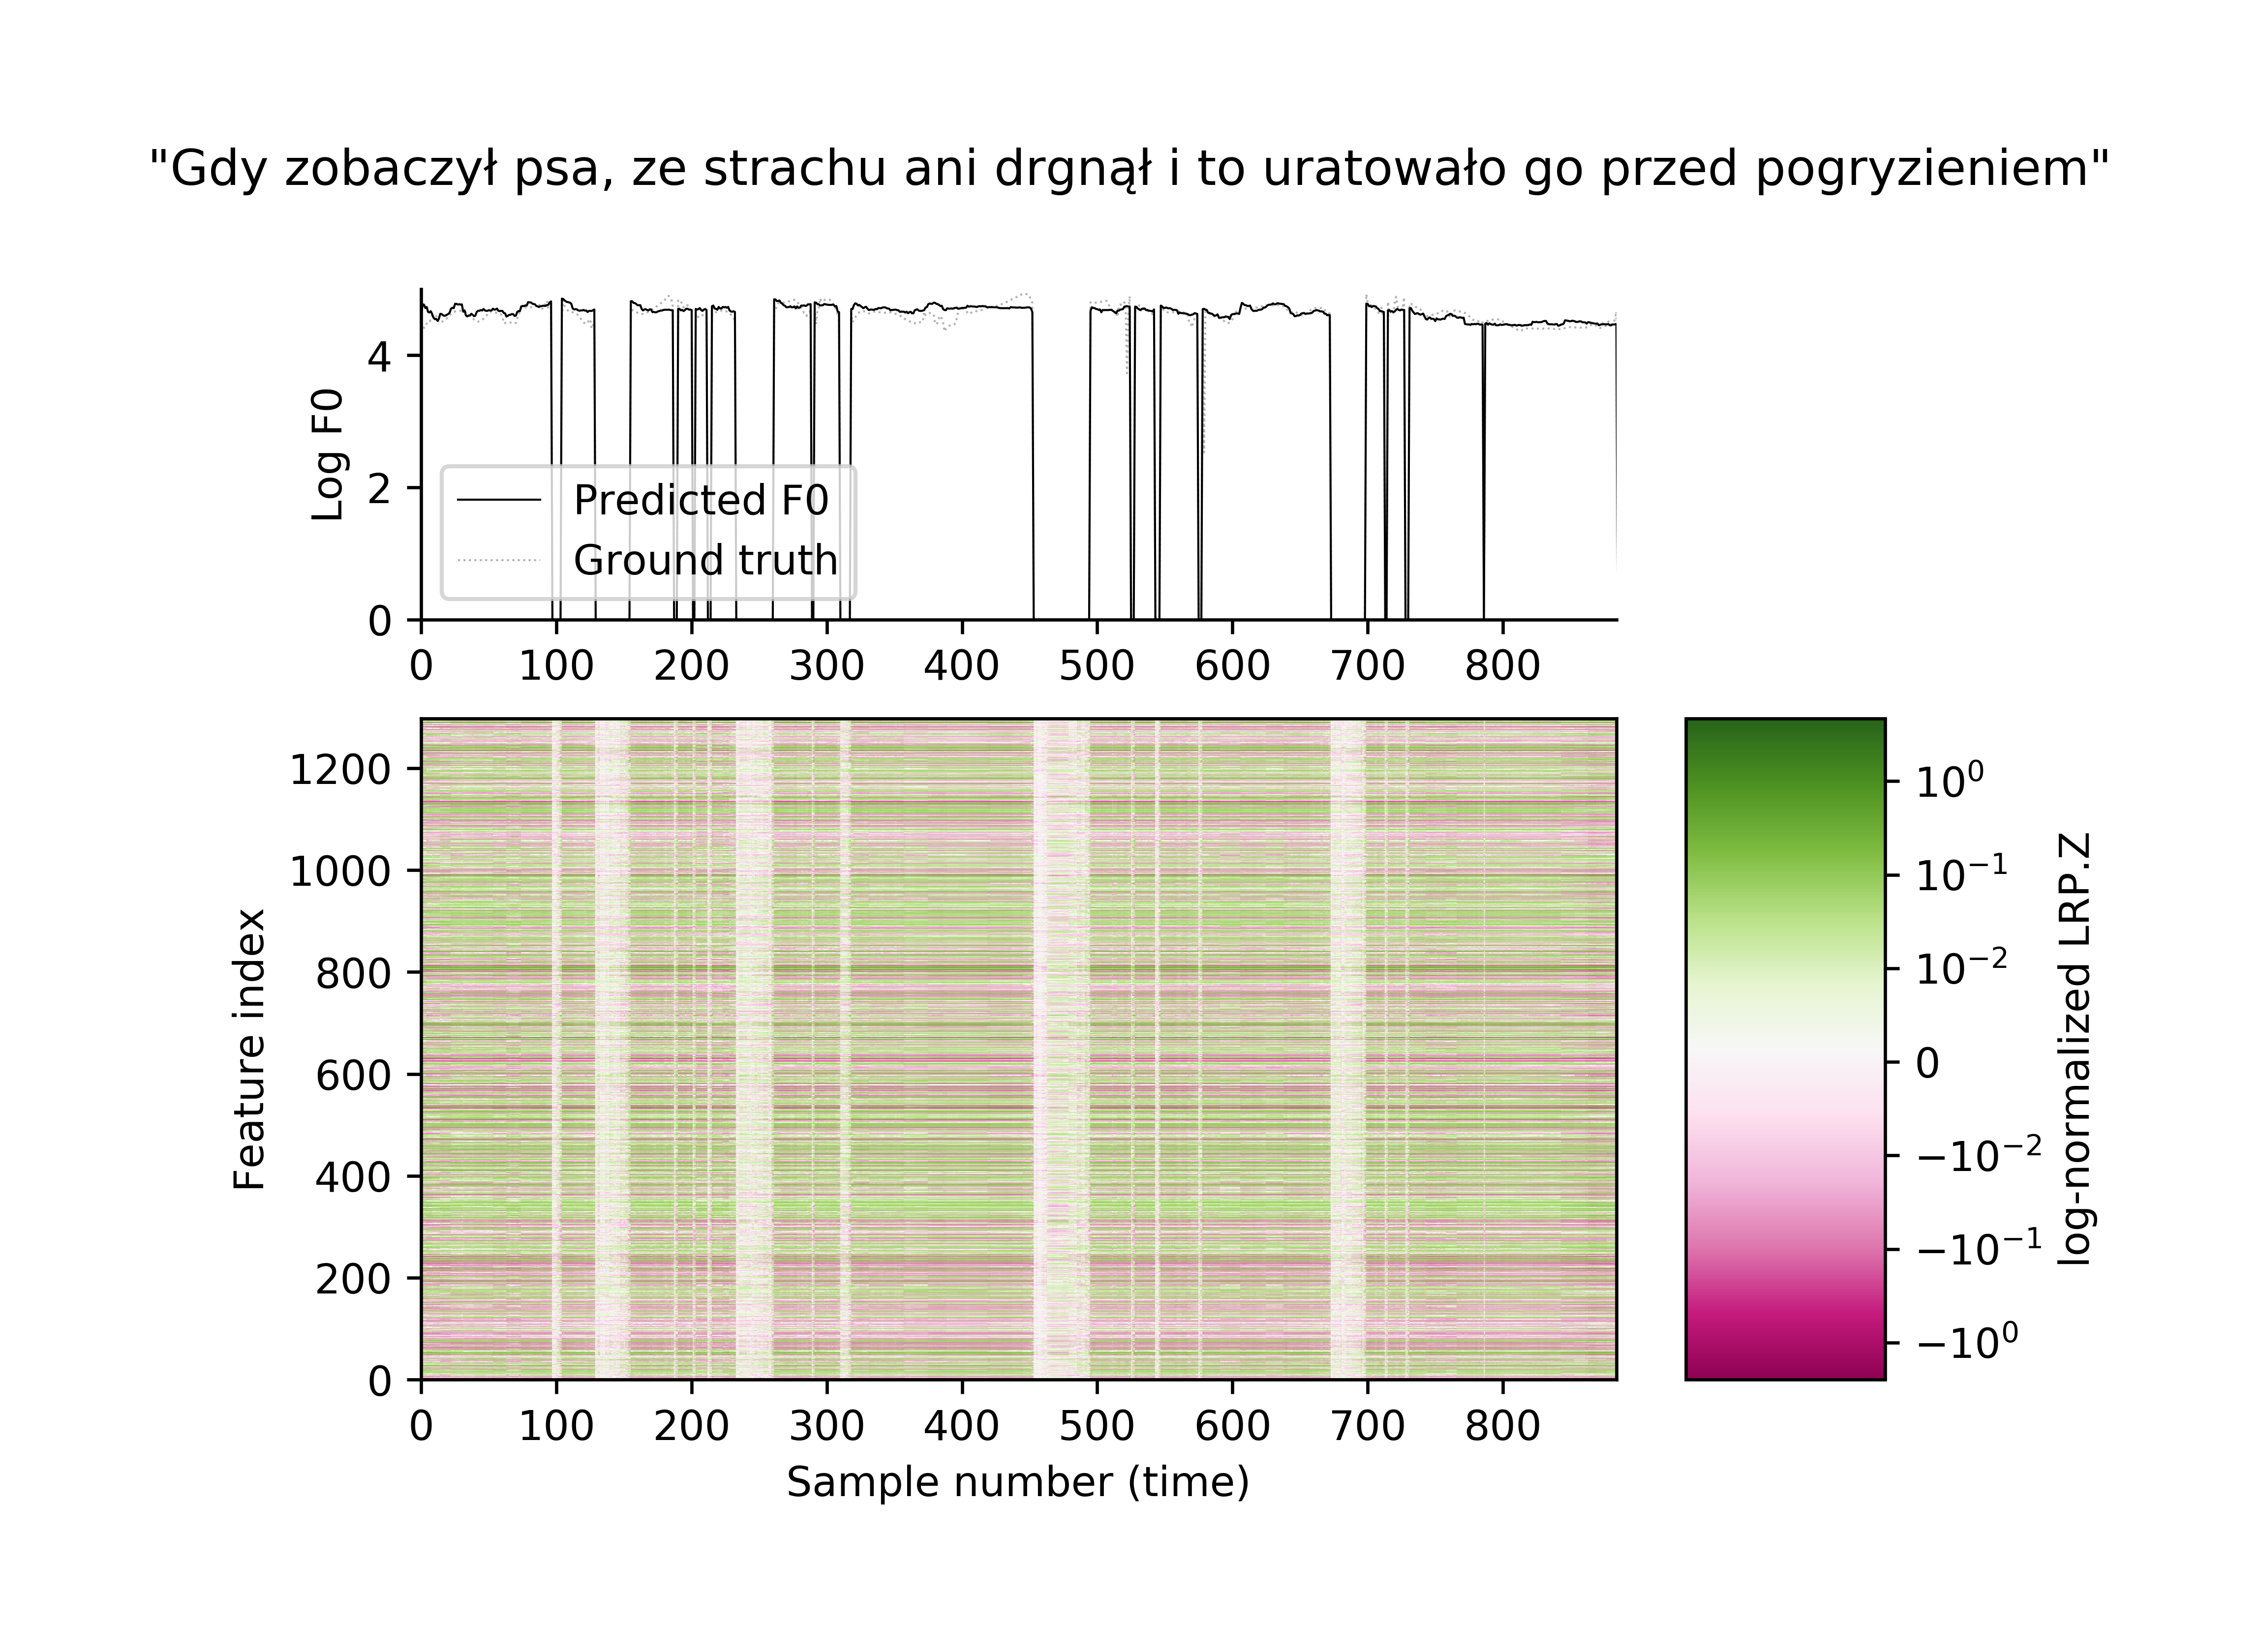 "Gdy zobaczył psa, ze strachu ani drgnął i to uratowało go przed pogryzieniem"
Log F0
4
2
0
Predicted F0
Ground truth
0 100 200 300 400 500 600 700 800
Feature index
1200
1000
800
600
400
200
0
0 100 200 300 400 500 600 700 800
Sample number (time)
10⁰
10⁻¹
10⁻²
0
−10⁻²
−10⁻¹
−10⁰
log-normalized LRP.Z